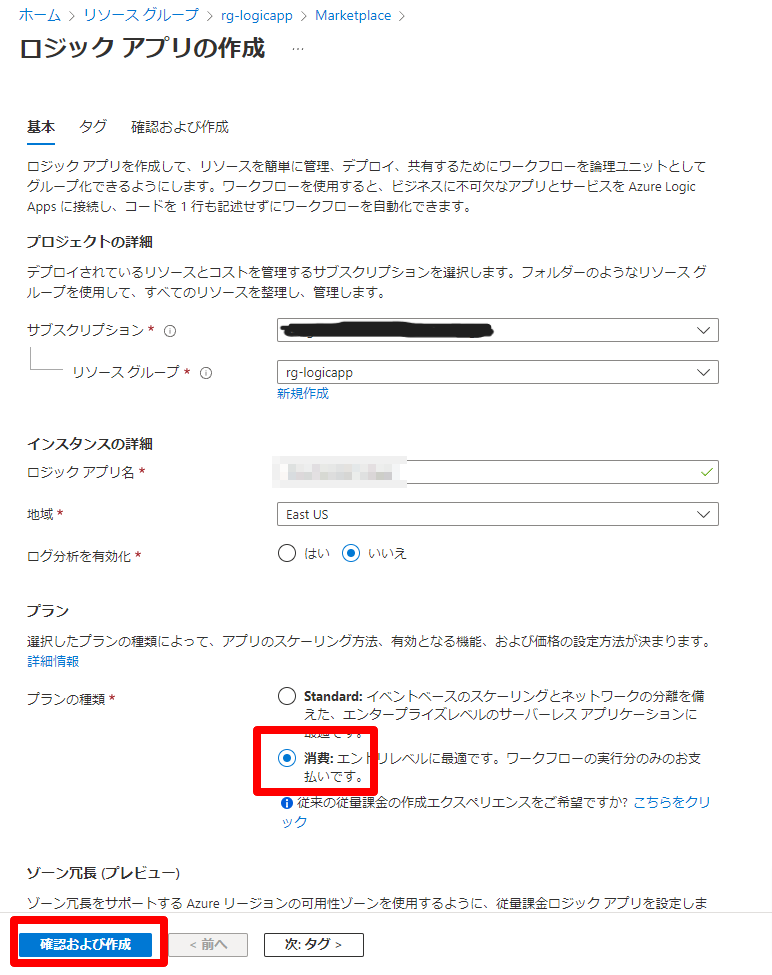 ホーム > リソース グループ > rg-logicapp > Marketplace >
ロジック アプリの作成 …
基本 タグ 確認および作成
ロジック アプリを作成して、リソースを簡単に管理、デプロイ、共有するためにワークフローを論理ユニットとして
グループ化できるようにします。ワークフローを使用すると、ビジネスに不可欠なアプリとサービスを Azure Logic
Apps に接続し、コードを 1 行も記述せずにワークフローを自動化できます。
プロジェクトの詳細
デプロイされているリソースとコストを管理するサブスクリプションを選択します。フォルダーのようなリソース グ
ループを使用して、すべてのリソースを整理し、管理します。
サブスクリプション *
リソース グループ * rg-logicapp
新規作成
インスタンスの詳細
ロジック アプリ名 *
地域 * East US
ログ分析を有効化 * はい いいえ
プラン
選択したプランの種類によって、アプリのスケーリング方法、有効となる機能、および価格の設定方法が決まります。
詳細情報
プランの種類 * Standard: イベントベースのスケーリングとネットワークの分離を備
えた、エンタープライズレベルのサーバーレス アプリケーションに
最適です。
消費: エントリレベルに最適です。ワークフローの実行分のみのお支
払いです。
従来の従量課金の作成エクスペリエンスをご希望ですか? こちらをクリ
ック
ゾーン冗長 (プレビュー)
ゾーン冗長をサポートする Azure リージョンの可用性ゾーンを使用するように、従量課金ロジック アプリを設定しま
確認および作成 < 前へ 次: タグ >